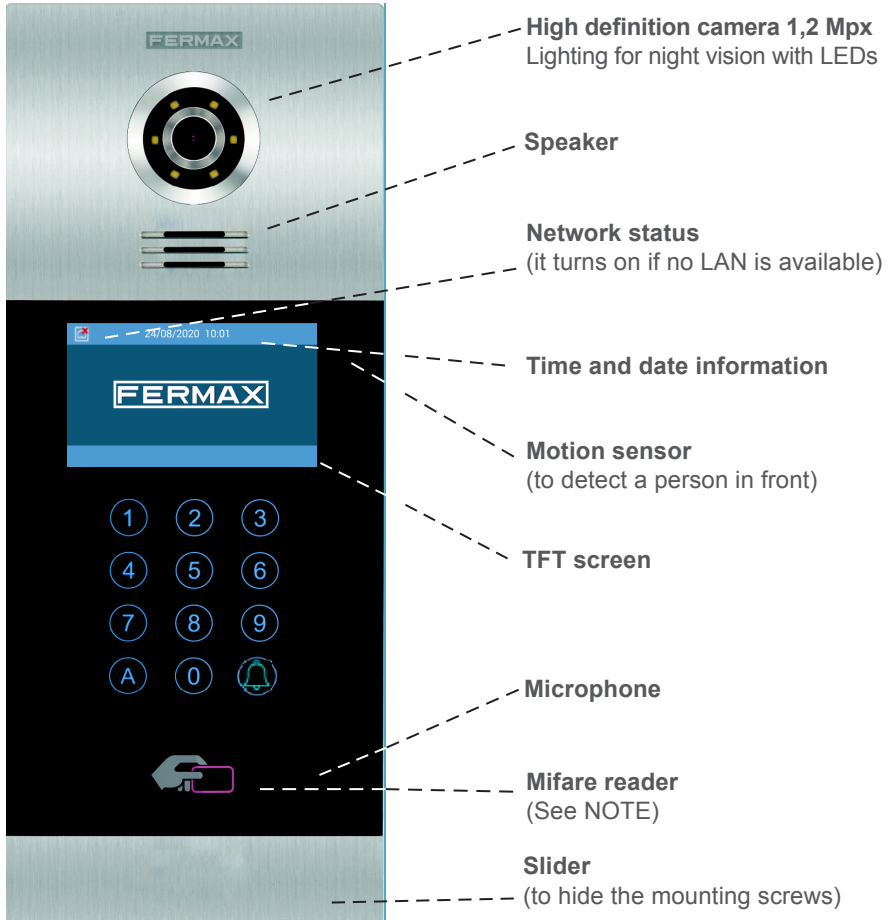 FERMAX
High definition camera 1,2 Mpx
Lighting for night vision with LEDs
Speaker
Network status
(it turns on if no LAN is available)
24/08/2020 10:01
FERMAX
Time and date information
Motion sensor
(to detect a person in front)
1 2 3
TFT screen
4 5 6
7 8 9
A 0
Microphone
Mifare reader
(See NOTE)
Slider
(to hide the mounting screws)